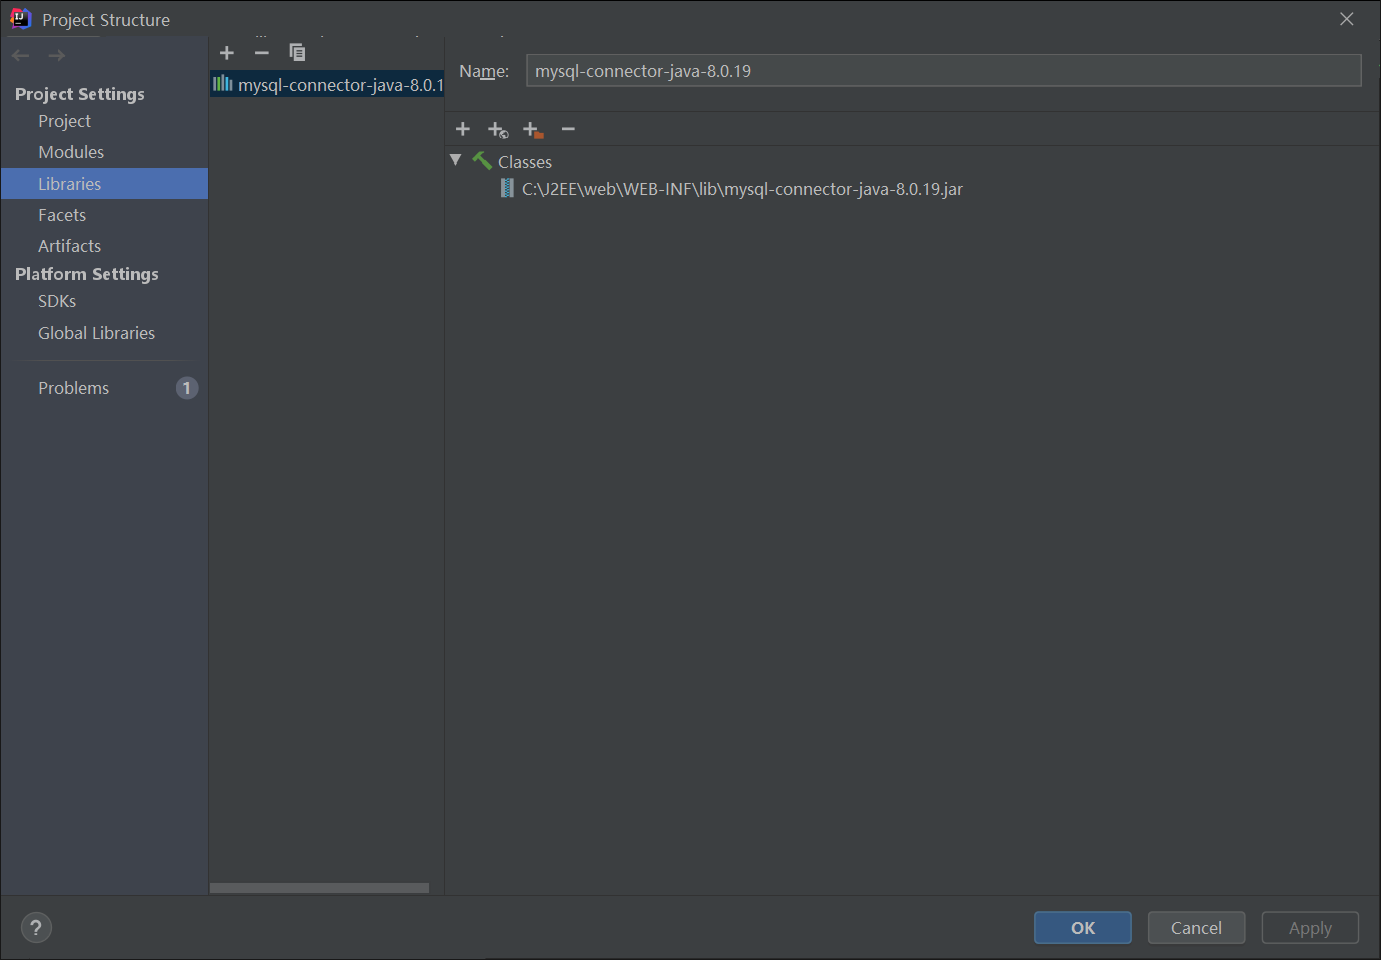 Project Structure
Project Settings
Project
Modules
Libraries
Facets
Artifacts
Platform Settings
SDKs
Global Libraries
Problems 1
mysql-connector-java-8.0.1
Name: mysql-connector-java-8.0.19
Classes
C:\J2EE\web\WEB-INF\lib\mysql-connector-java-8.0.19.jar
?
OK
Cancel
Apply